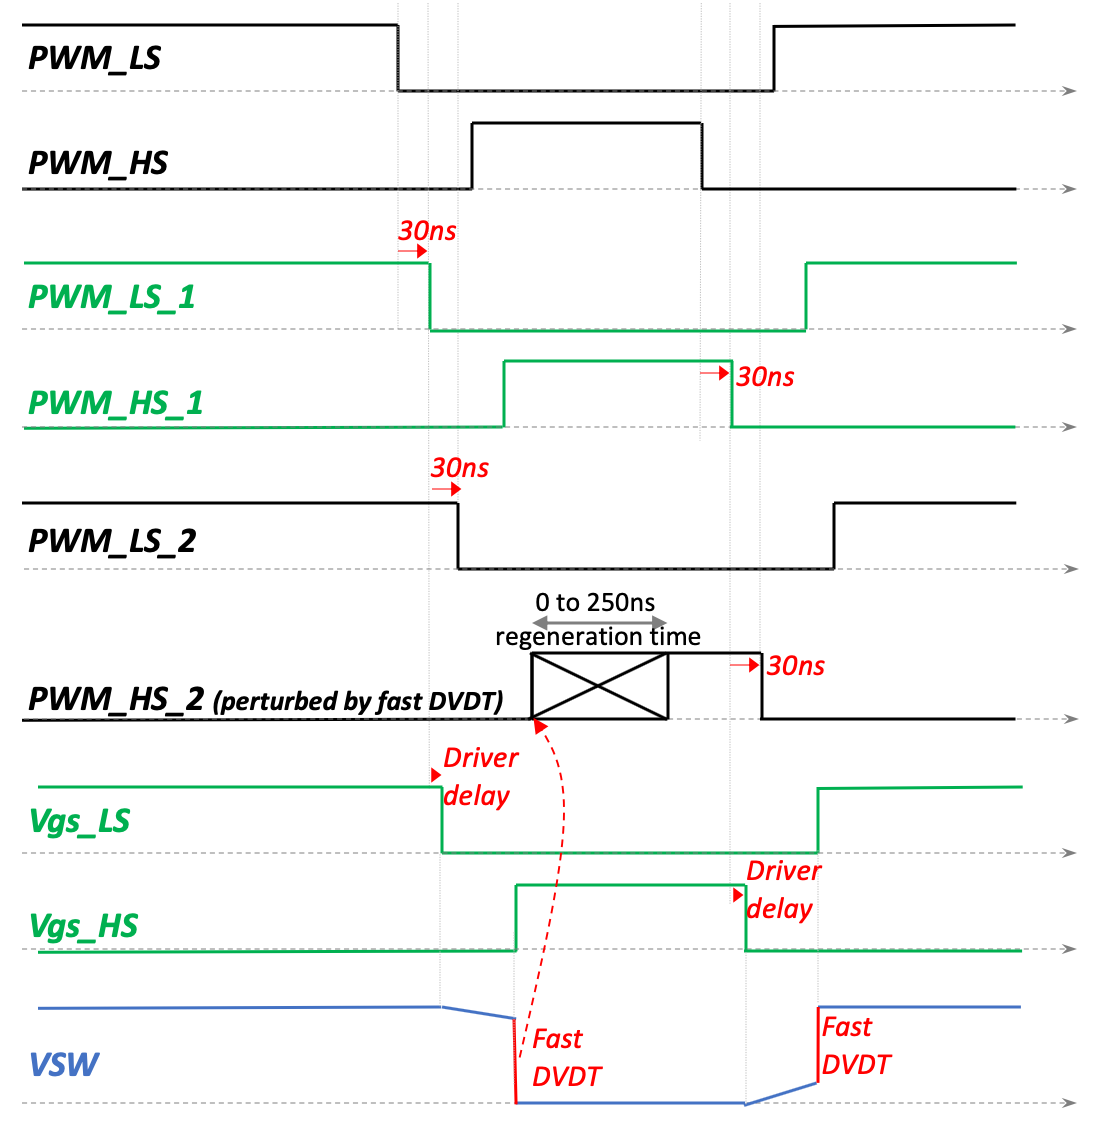 PWM_LS
PWM_HS
30ns
PWM_LS_1
30ns
PWM_HS_1
30ns
PWM_LS_2
0 to 250ns
regeneration time
30ns
PWM_HS_2 (perturbed by fast DVDT)
Driver
delay
Vgs_LS
Driver
delay
Vgs_HS
Fast
DVDT
Fast
DVDT
VSW